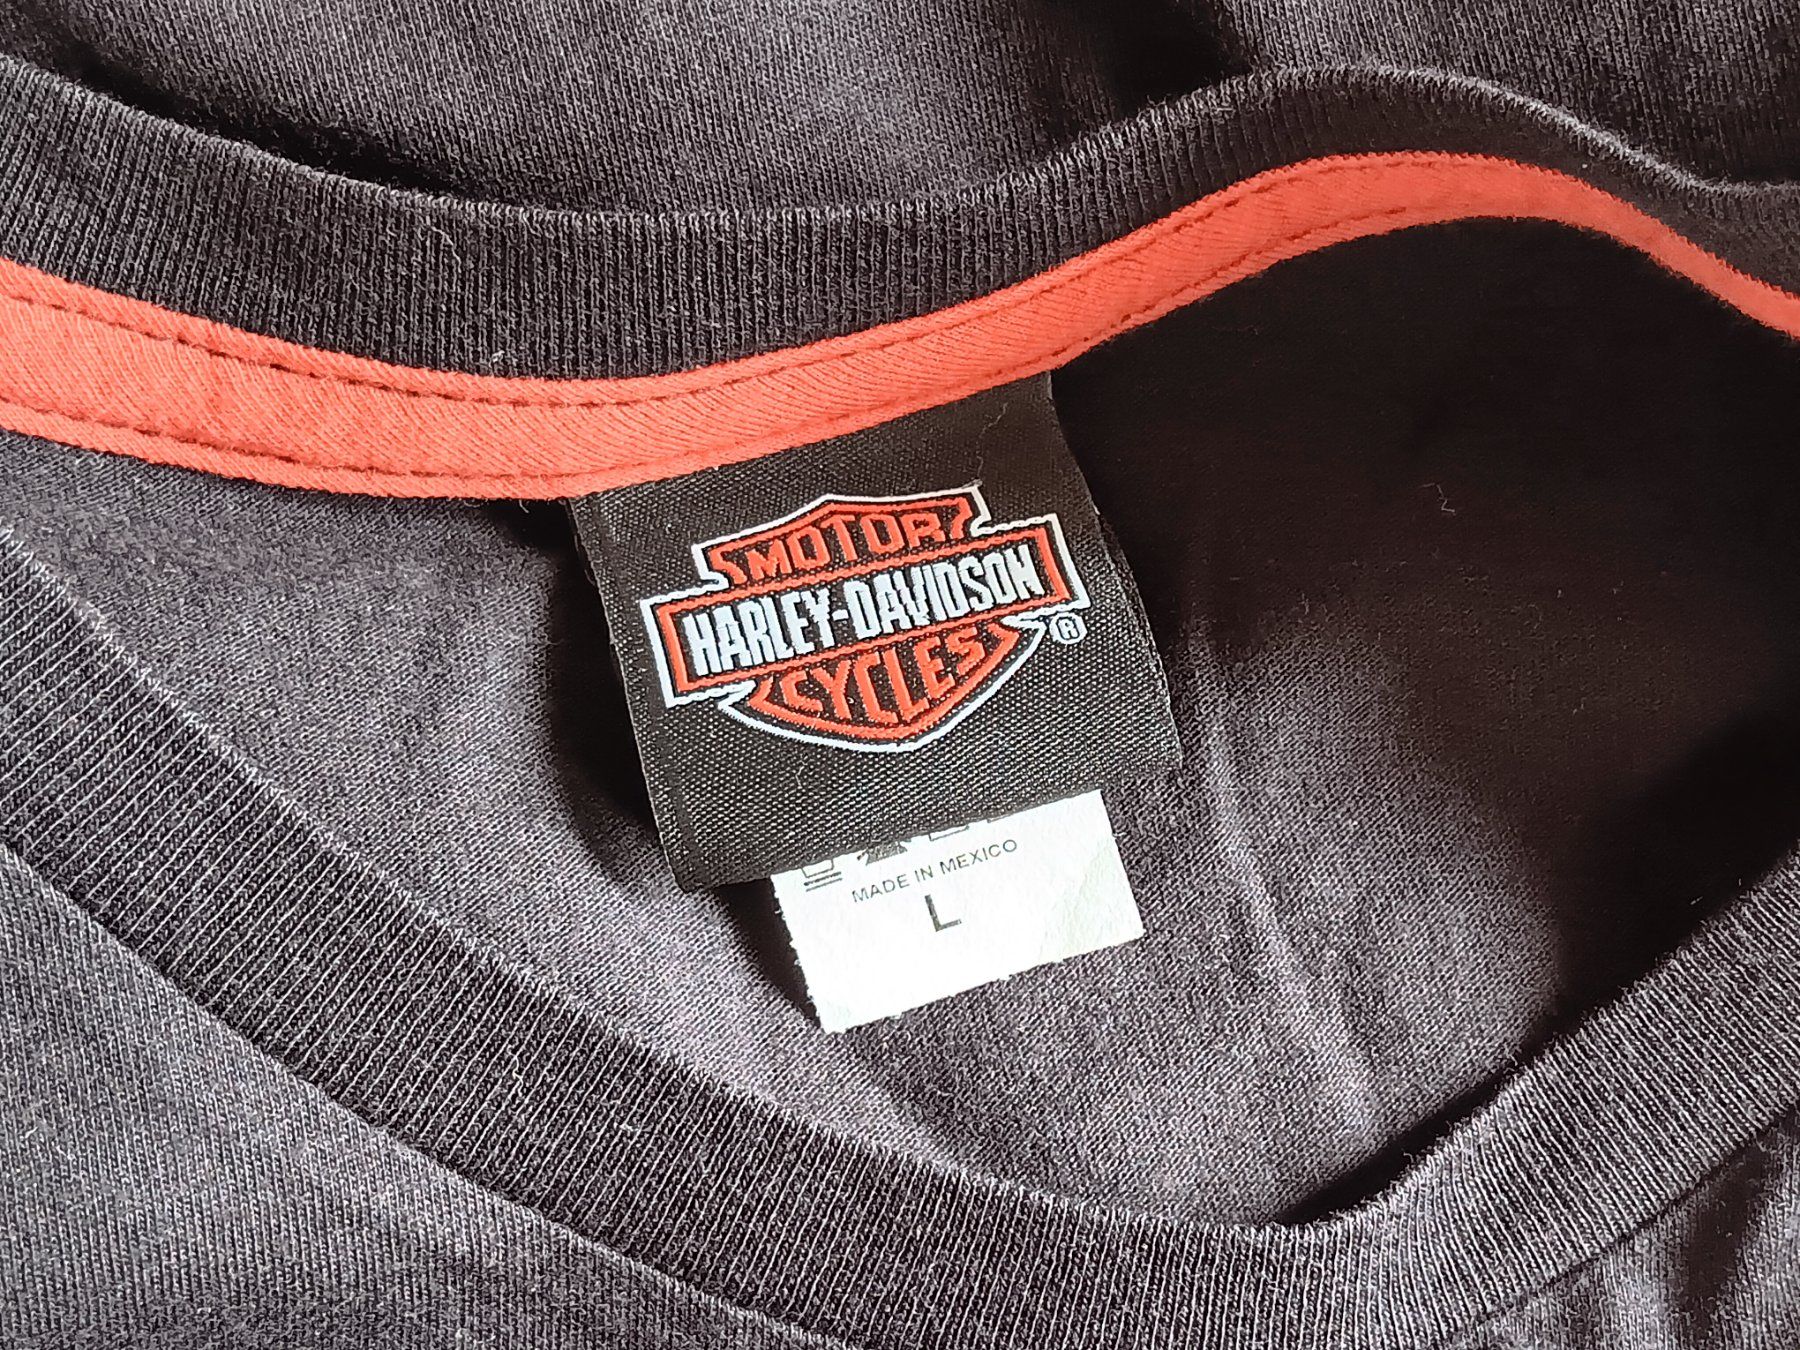 MOTOR
HARLEY-DAVIDSON
CYCLES ®
MADE IN MEXICO
L